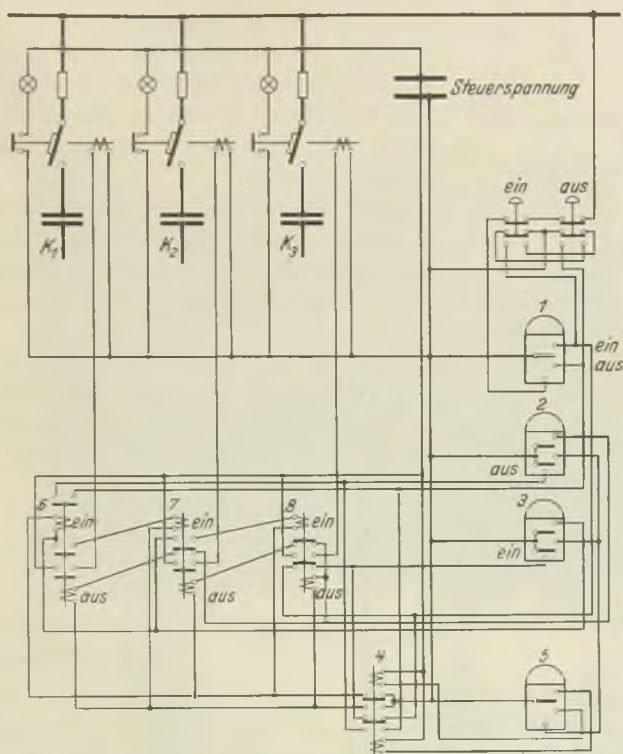 Steuerspannung
ein aus
K1 K2 K3
1
ein
aus
2
aus
6 ein 7 ein 8 ein
3
ein
aus aus aus
4
5